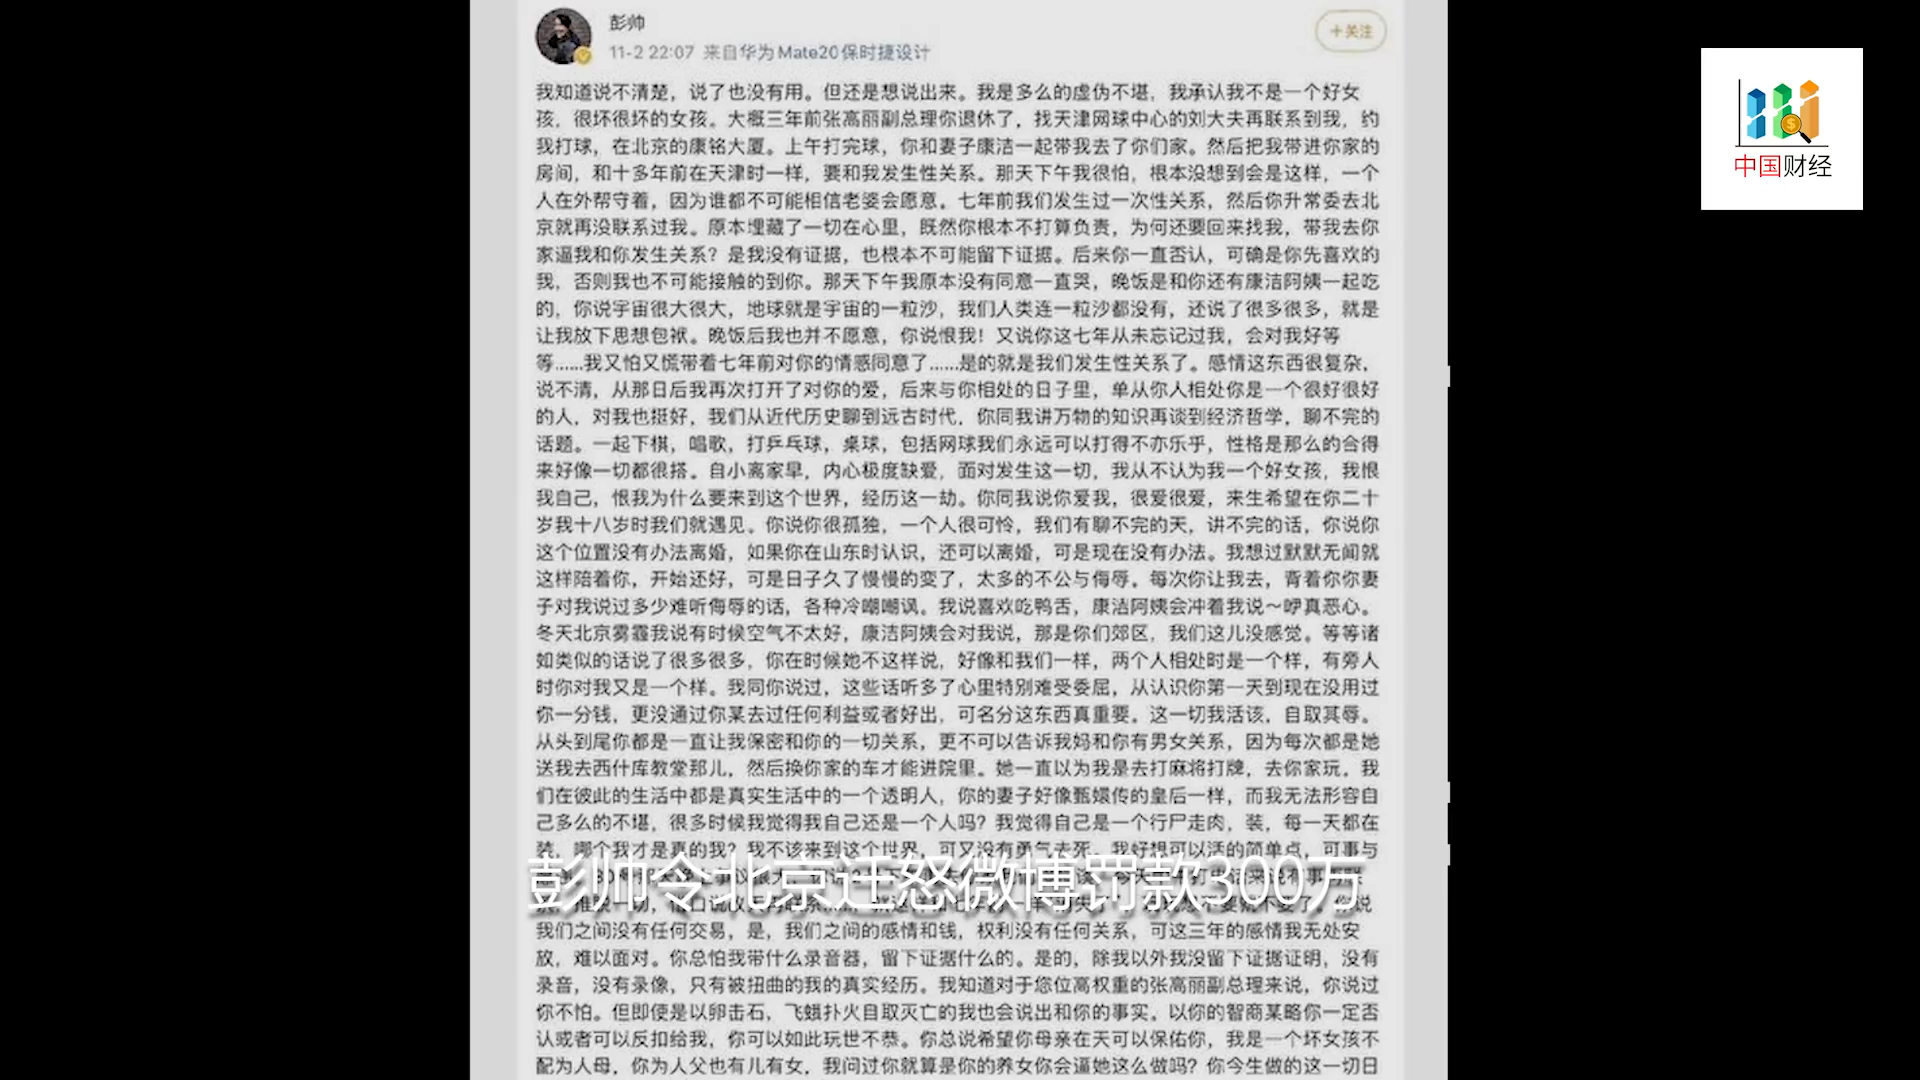 彭帅
11-2 22:07 来自华为Mate20保时捷设计
+关注
中国财经
我知道说不清楚，说了也没有用。但还是想说出来。我是多么的虚伪不堪，我承认我不是一个好女
孩，很坏很坏的女孩。大概三年前张高丽副总理你退休了，找天津网球中心的刘大夫再联系到我，约
我打球，在北京的康铭大厦。上午打完球，你和妻子康洁一起带我去了你们家。然后把我带进你家的
房间，和十多年前在天津时一样，要和我发生性关系。那天下午我很怕，根本没想到会是这样，一个
人在外帮守着，因为谁都不可能相信老婆会愿意。七年前我们发生过一次性关系，然后你升常委去北
京就再没联系过我。原本埋藏了一切在心里，既然你根本不打算负责，为何还要回来找我，带我去你
家逼我和你发生关系？是我没有证据，也根本不可能留下证据。后来你一直否认，可确是你先喜欢的
我，否则我也不可能接触的到你。那天下午我原本没有同意一直哭，晚饭是和你还有康洁阿姨一起吃
的，你说宇宙很大很大，地球就是宇宙的一粒沙，我们人类连一粒沙都没有，还说了很多很多，就是
让我放下思想包袱。晚饭后我也并不愿意，你说恨我！又说你这七年从未忘记过我，会对我好等
等……我又怕又慌带着七年前对你的情感同意了……是的就是我们发生性关系了。感情这东西很复杂，
说不清，从那日后我再次打开了对你的爱，后来与你相处的日子里，单从你人相处你是一个很好很好
的人，对我也挺好，我们从近代历史聊到远古时代，你同我讲万物的知识再谈到经济哲学，聊不完的
话题。一起下棋，唱歌，打乒乓球，桌球，包括网球我们永远可以打得不亦乐乎，性格是那么的合得
来好像一切都很搭。自小离家早，内心极度缺爱，面对发生这一切，我从不认为我一个好女孩，我恨
我自己，恨我为什么要来到这个世界，经历这一劫。你同我说你爱我，很爱很爱，来生希望在你二十
岁我十八岁时我们就遇见。你说你很孤独，一个人很可怜，我们有聊不完的天，讲不完的话，你说你
这个位置没有办法离婚，如果你在山东时认识，还可以离婚，可是现在没有办法。我想过默默无闻就
这样陪着你，开始还好，可是日子久了慢慢的变了，太多的不公与侮辱。每次你让我去，背着你你妻
子对我说过多少难听侮辱的话，各种冷嘲嘲讽。我说喜欢吃鸭舌，康洁阿姨会冲着我说～咿真恶心。
冬天北京雾霾我说有时候空气不太好，康洁阿姨会对我说，那是你们郊区，我们这儿没感觉。等等诸
如类似的话说了很多很多，你在时候她不这样说，好像和我们一样，两个人相处时是一个样，有旁人
时你对我又是一个样。我同你说过，这些话听多了心里特别难受委屈，从认识你第一天到现在没用过
你一分钱，更没通过你某去过任何利益或者好出，可名分这东西真重要。这一切我活该，自取其辱。
从头到尾你都是一直让我保密和你的一切关系，更不可以告诉我妈和你有男女关系，因为每次都是她
送我去西什库教堂那儿，然后换你家的车才能进院里。她一直以为我是去打麻将打牌，去你家玩，我
们在彼此的生活中都是真实生活中的一个透明人，你的妻子好像甄嬛传的皇后一样，而我无法形容自
己多么的不堪，很多时候我觉得我自己还是一个人吗？我觉得自己是一个行尸走肉，装，每一天都在
装，哪个我才是真的我？我不该来到这个世界，可又没有勇气去死。我好想可以活的简单点，可事与
彭帅令北京迁怒微博罚款300万
我们之间没有任何交易，是，我们之间的感情和钱，权利没有任何关系，可这三年的感情我无处安
放，难以面对。你总怕我带什么录音器，留下证据什么的。是的，除我以外我没留下证据证明，没有
录音，没有录像，只有被扭曲的我的真实经历。我知道对于您位高权重的张高丽副总理来说，你说过
你不怕。但即使是以卵击石，飞蛾扑火自取灭亡的我也会说出和你的事实。以你的智商某略你一定否
认或者可以反扣给我，你可以如此玩世不恭。你总说希望你母亲在天可以保佑你，我是一个坏女孩不
配为人母，你为人父也有儿有女，我问过你就算是你的养女你会逼她这么做吗？你今生做的这一切日